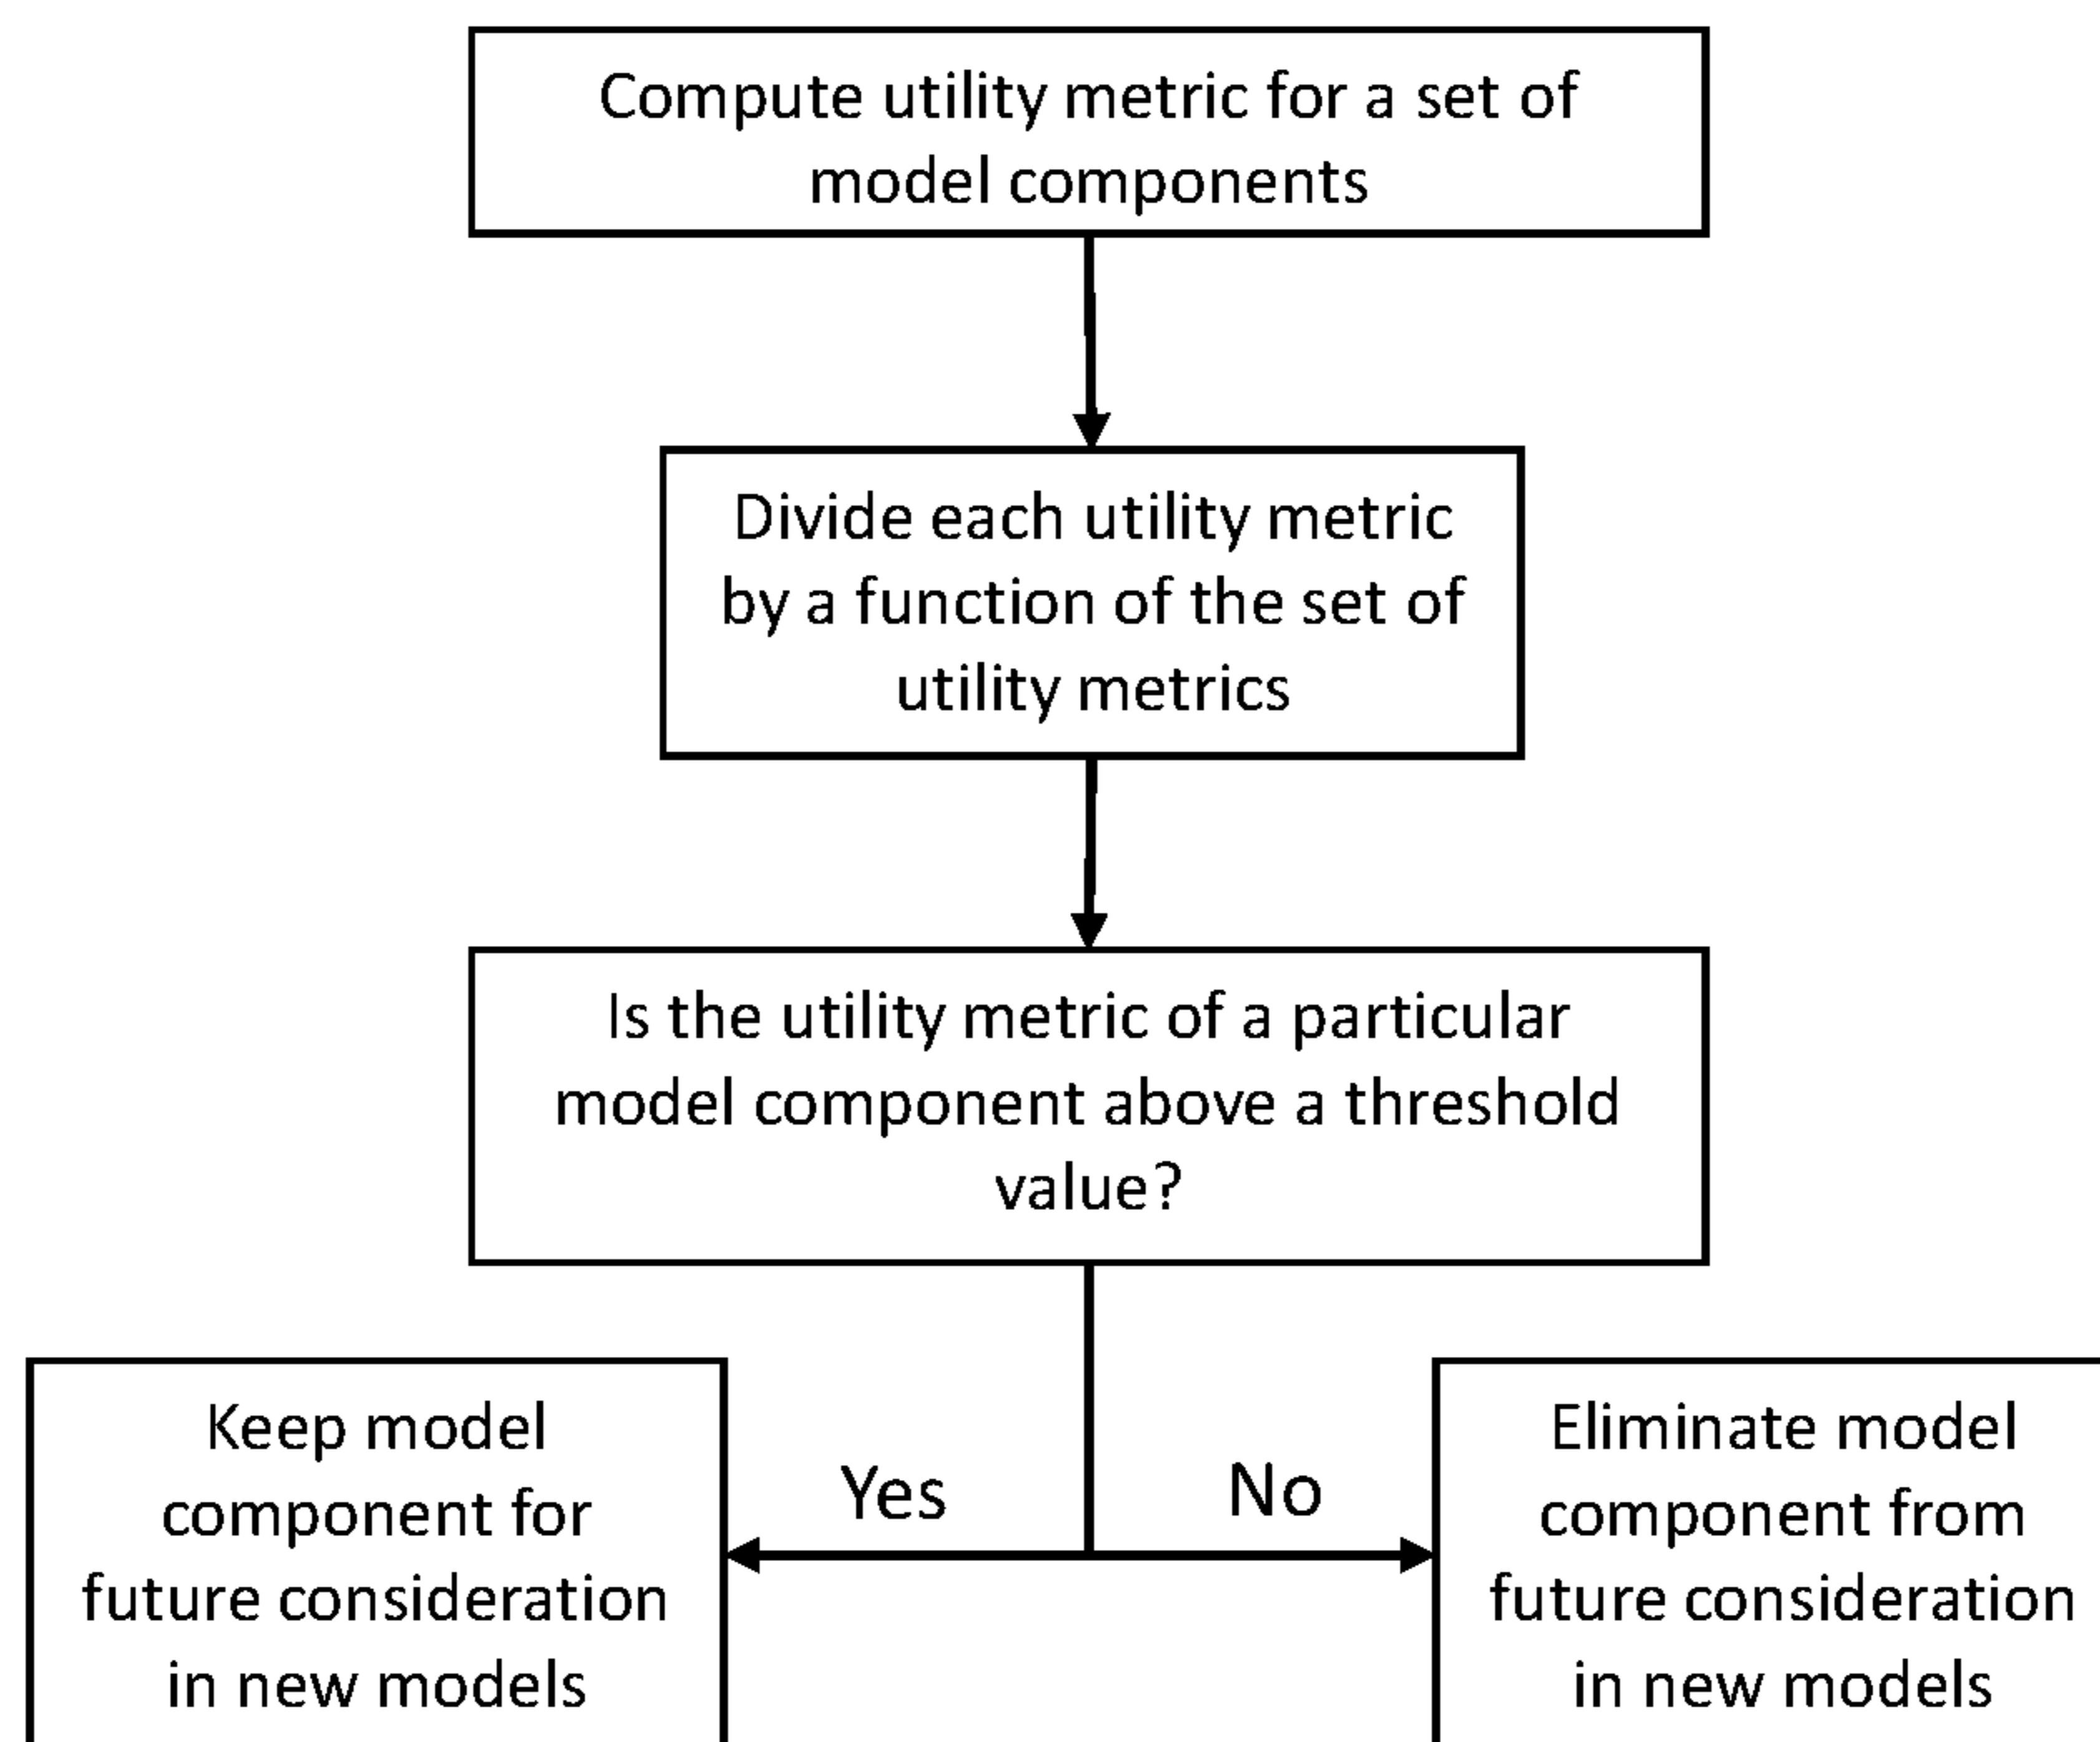 Compute utility metric for a set of
model components
Divide each utility metric
by a function of the set of
utility metrics
Is the utility metric of a particular
model component above a threshold
value?
Yes
No
Keep model
component for
future consideration
in new models
Eliminate model
component from
future consideration
in new models